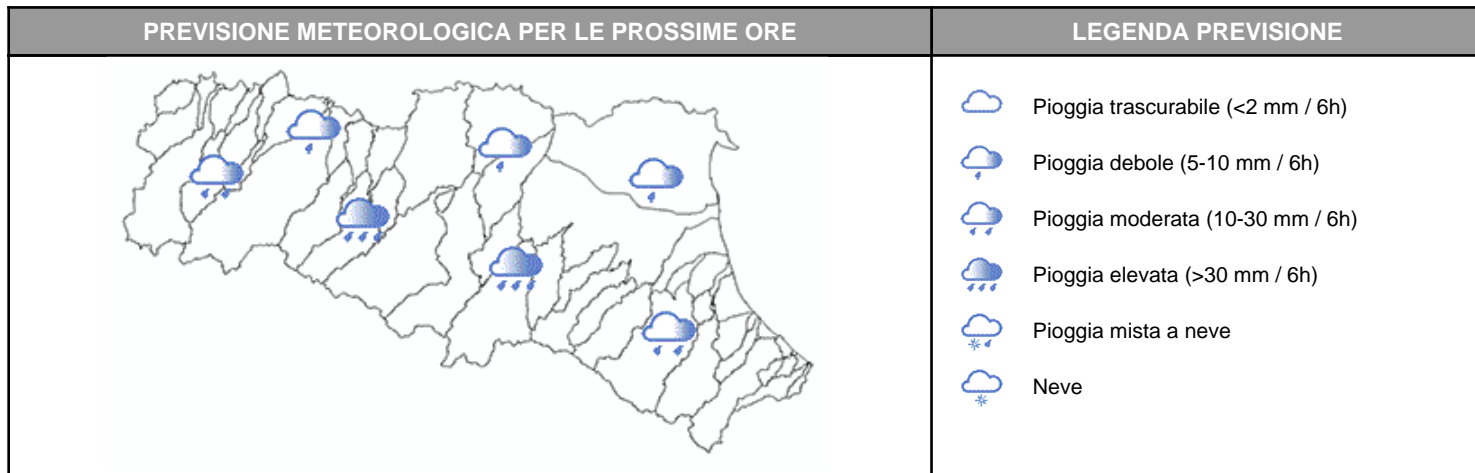 PREVISIONE METEOROLOGICA PER LE PROSSIME ORE
LEGENDA PREVISIONE
Pioggia trascurabile (<2 mm / 6h)
Pioggia debole (5-10 mm / 6h)
Pioggia moderata (10-30 mm / 6h)
Pioggia elevata (>30 mm / 6h)
Pioggia mista a neve
Neve